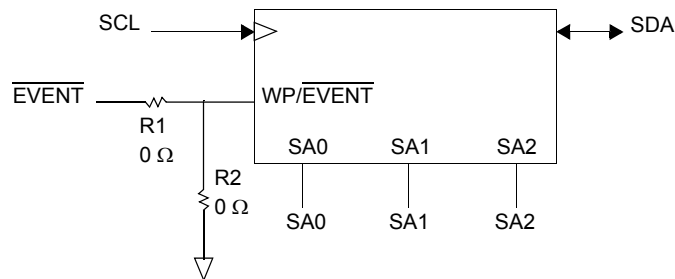 SCL
SDA
EVENT
WP/EVENT
R1
0 Ω
R2
0 Ω
SA0 SA1 SA2
SA0 SA1 SA2